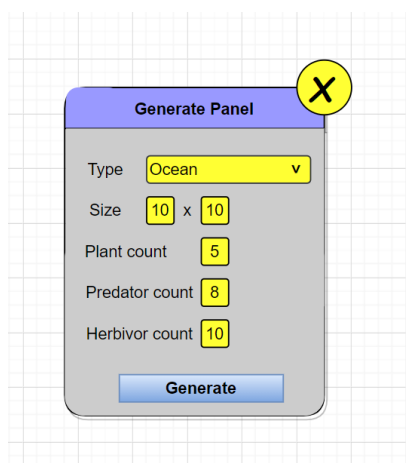 X
Generate Panel
Type Ocean v
Size 10 x 10
Plant count 5
Predator count 8
Herbivor count 10
Generate